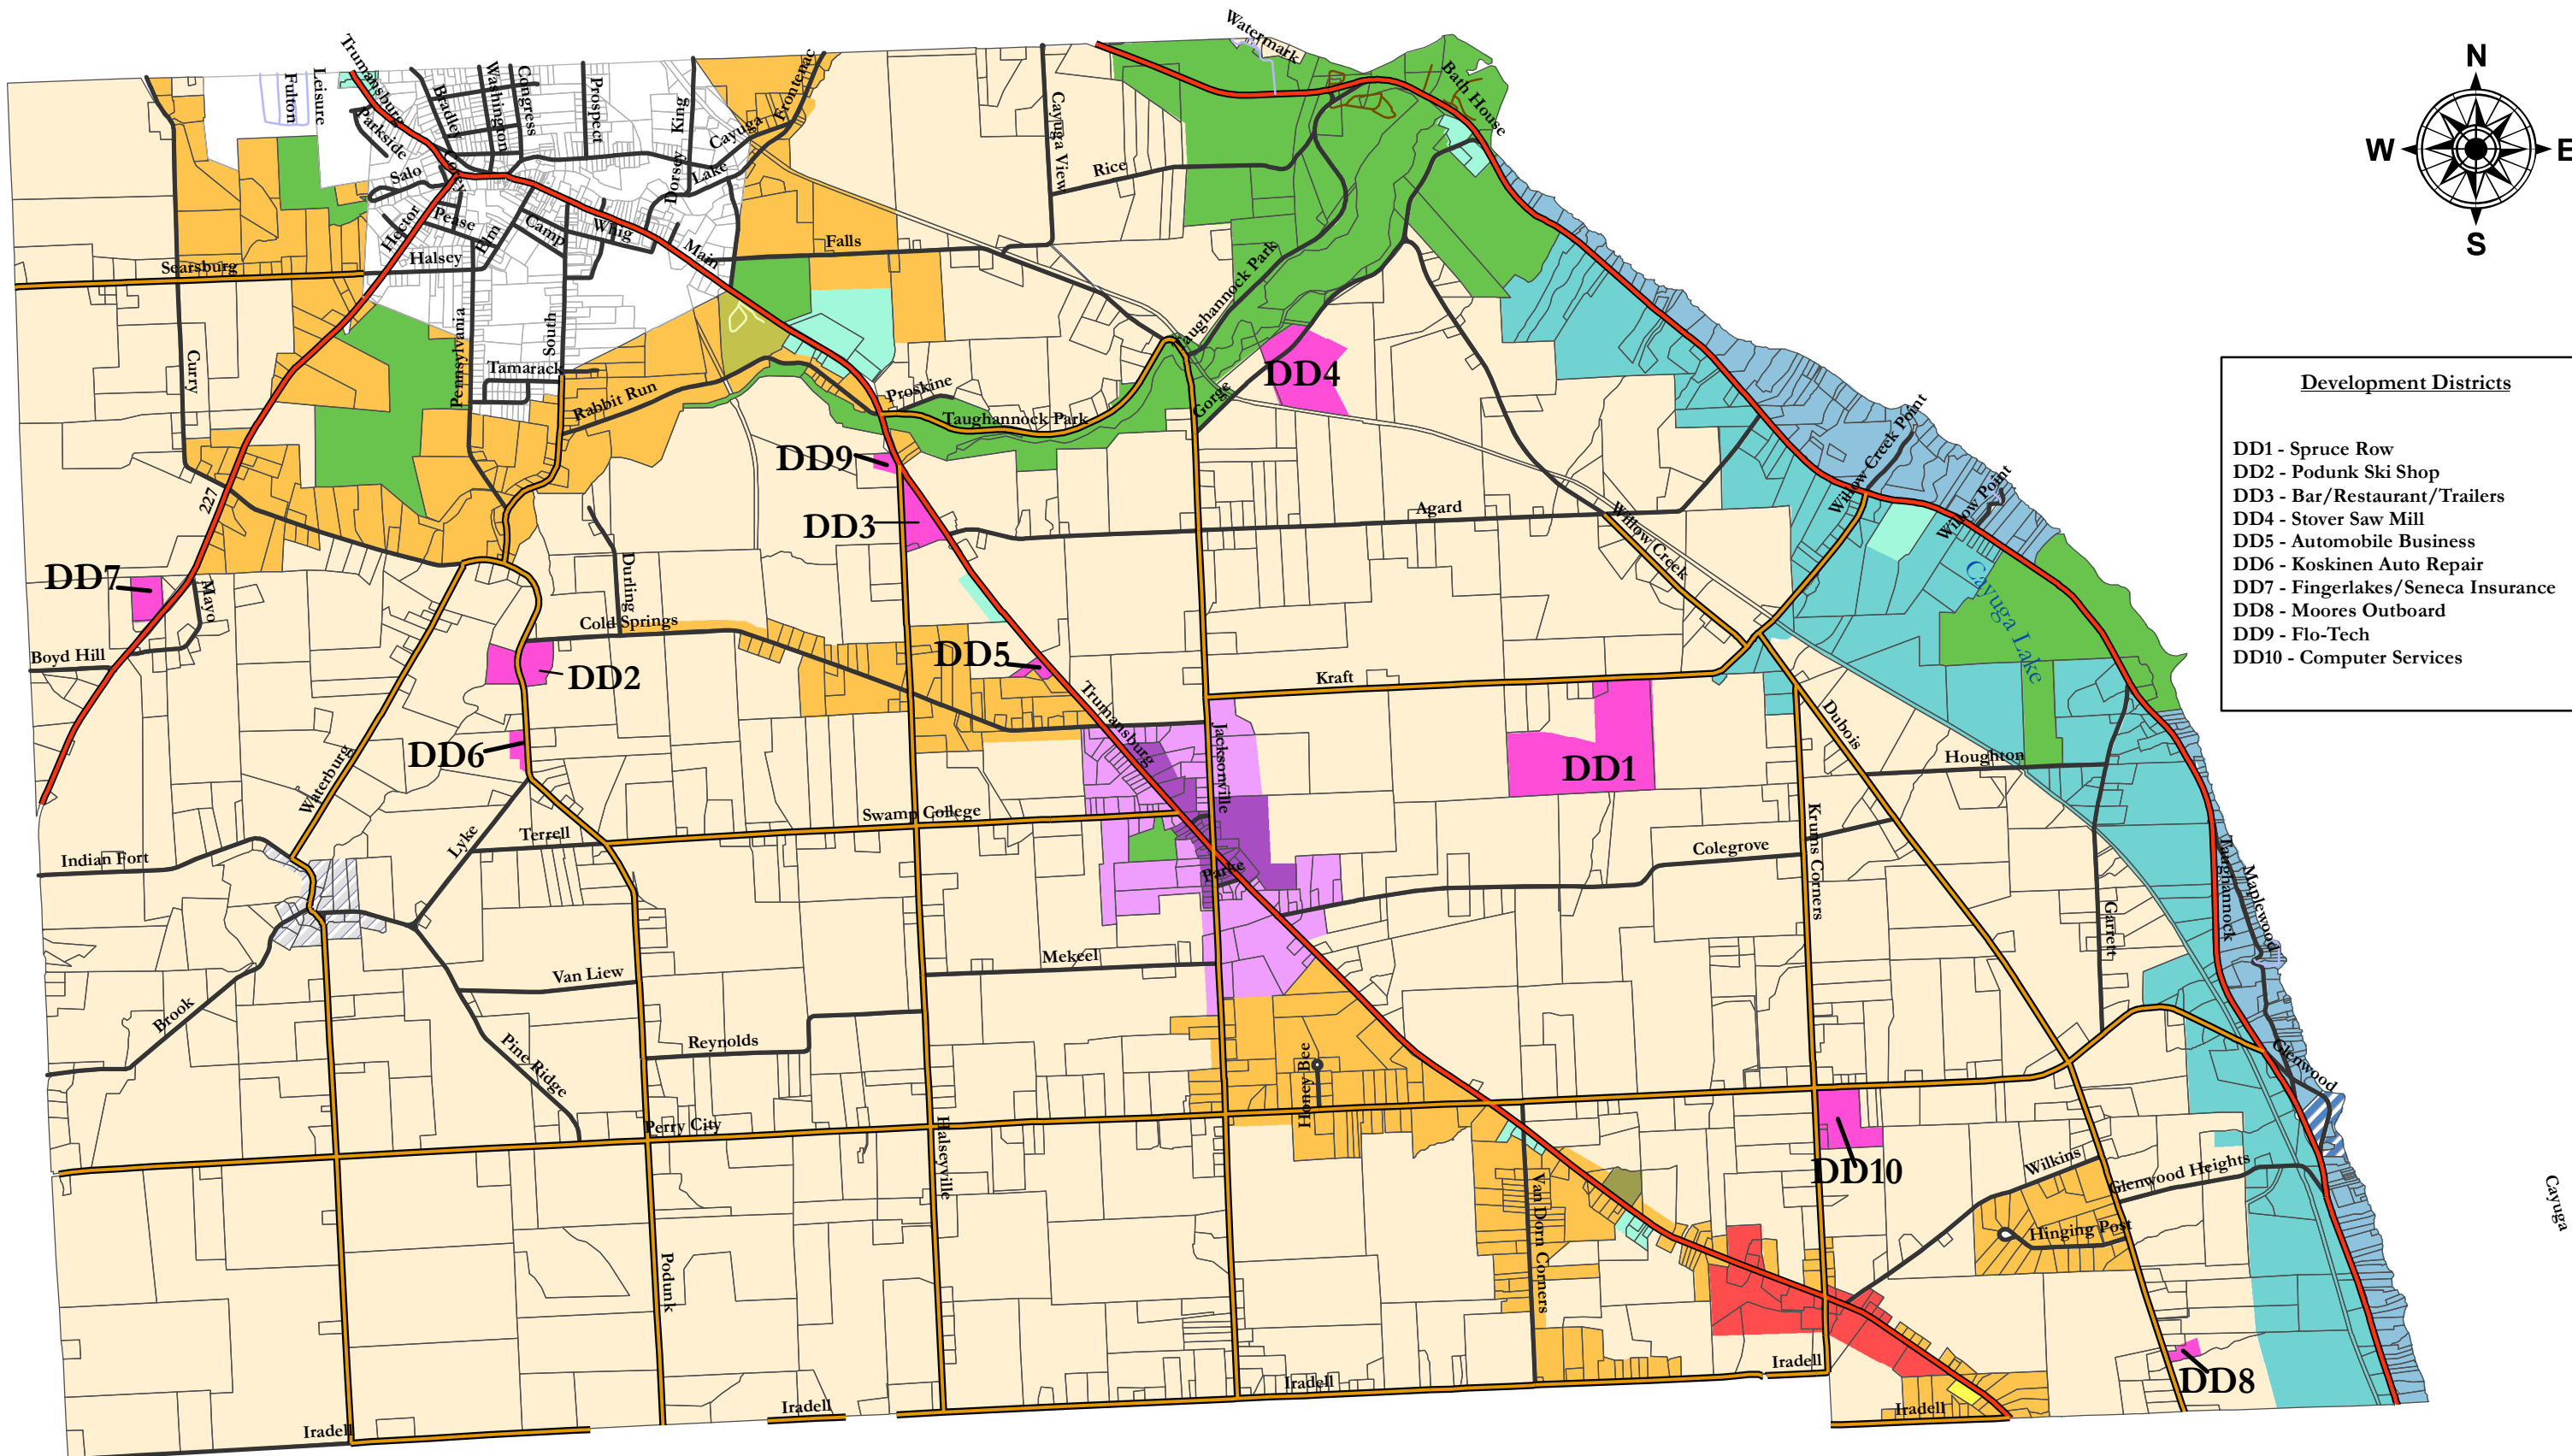 Watermark
N
W
E
S
Trumansburg
Fulton
Leisure
Bradley
Washington
Congress
Prospect
King
Frontenac
Cayuga
Cayuga View
Bath House
Parkside
Corey
Salo
Dorsey
Lake
Rice
Hector
Pease
Elm
Camp
Whig
Main
Falls
Halsey
Searsburg
Taughannock Park
Pennsylvania
South
Curry
Tamarack
Rabbit Run
Proskine
Taughannock Park
Gorge
DD4
Development Districts
DD1 - Spruce Row
DD2 - Podunk Ski Shop
DD3 - Bar/Restaurant/Trailers
DD4 - Stover Saw Mill
DD5 - Automobile Business
DD6 - Koskinen Auto Repair
DD7 - Fingerlakes/Seneca Insurance
DD8 - Moores Outboard
DD9 - Flo-Tech
DD10 - Computer Services
DD9
227
DD3
Agard
Willow Creek Point
Willow Point
Willow Creek
DD7
Mayo
Durling
Cayuga Lake
Cold Springs
Boyd Hill
DD2
DD5
Kraft
Trumansburg
Jacksonville
Dubois
DD6
DD1
Houghton
Waterburg
Swamp College
Lyke
Terrell
Indian Fort
Parke
Colegrove
Krums Corners
Taughannock
Maplewood
Garrett
Van Liew
Mekeel
Brook
Reynolds
Pine Ridge
Honey Bee
Glenwood
Perry City
Halseyville
DD10
Wilkins
Glenwood Heights
Hinging Post
Van Dorn Corners
Cayuga
Podunk
DD8
Iradell
Iradell
Iradell
Iradell
Iradell